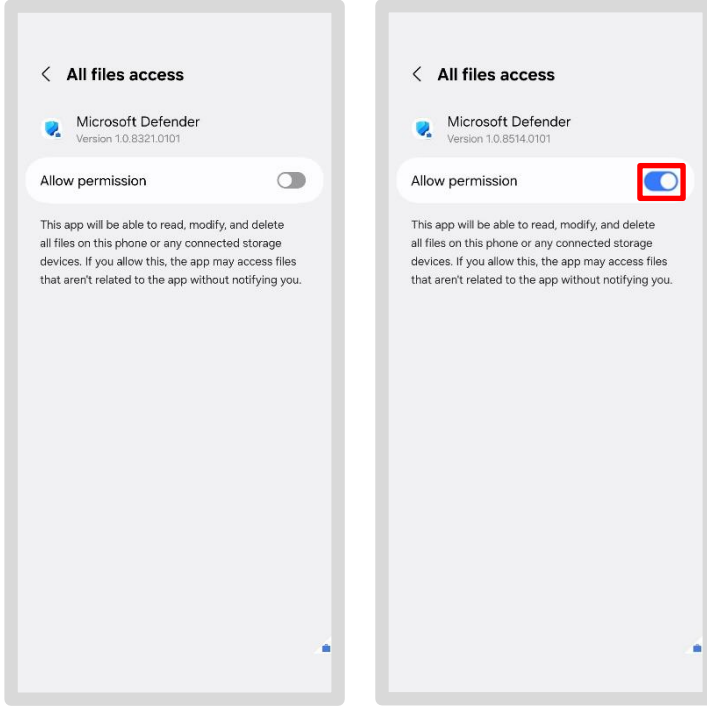 All files access
Microsoft Defender
Version 1.0.8321.0101
Allow permission
This app will be able to read, modify, and delete
all files on this phone or any connected storage
devices. If you allow this, the app may access files
that aren't related to the app without notifying you.
All files access
Microsoft Defender
Version 1.0.8514.0101
Allow permission
This app will be able to read, modify, and delete
all files on this phone or any connected storage
devices. If you allow this, the app may access files
that aren't related to the app without notifying you.